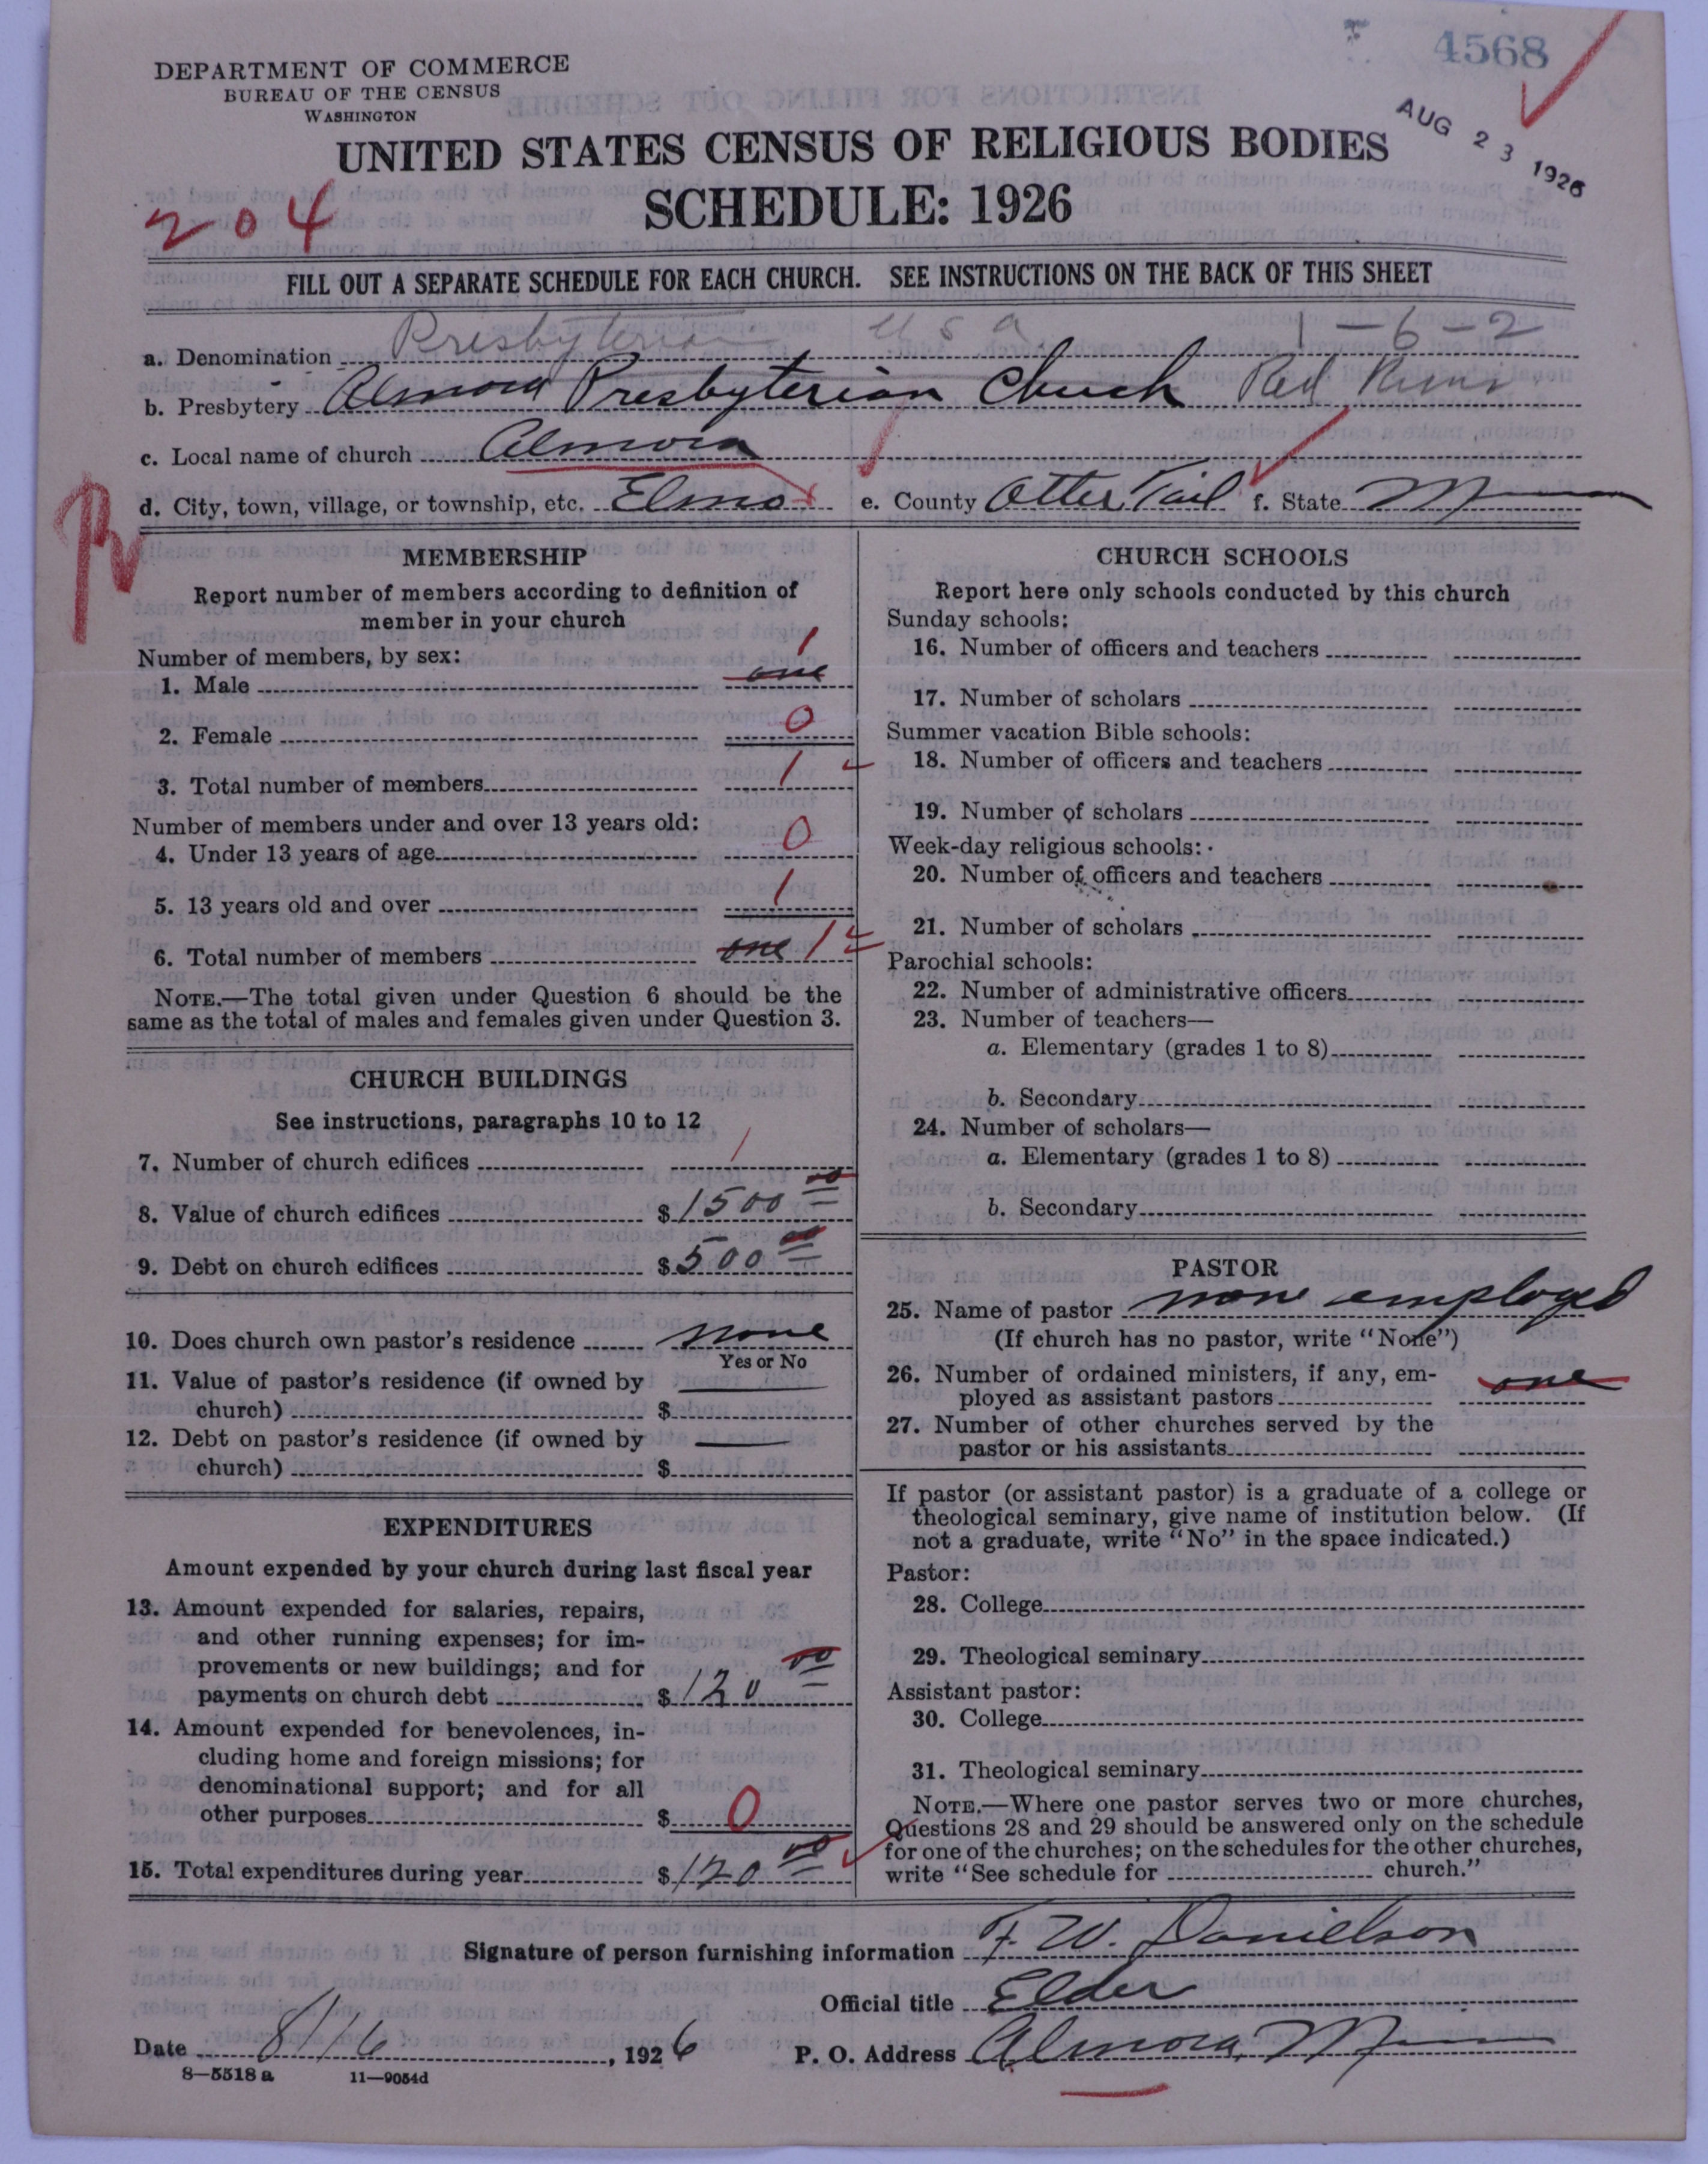 4568
DEPARTMENT OF COMMERCE
BUREAU OF THE CENSUS
WASHINGTON
AUG 23 1926
UNITED STATES CENSUS OF RELIGIOUS BODIES
SCHEDULE: 1926
204
FILL OUT A SEPARATE SCHEDULE FOR EACH CHURCH. SEE INSTRUCTIONS ON THE BACK OF THIS SHEET
a. Denomination Presbyterian USA 1-6-2
b. Presbytery Almora Presbyterian Church Red River
c. Local name of church Almora
d. City, town, village, or township, etc. Elmo e. County Otter Tail f. State
MEMBERSHIP
Report number of members according to definition of
member in your church
Number of members, by sex:
1. Male one 1
2. Female 0
3. Total number of members 1
Number of members under and over 13 years old:
4. Under 13 years of age 0
5. 13 years old and over 1
6. Total number of members one 1
NOTE.—The total given under Question 6 should be the
same as the total of males and females given under Question 3.
CHURCH BUILDINGS
See instructions, paragraphs 10 to 12
7. Number of church edifices 1
8. Value of church edifices $ 1500 00
9. Debt on church edifices $ 500 00
10. Does church own pastor's residence none
Yes or No
11. Value of pastor's residence (if owned by
church) $
12. Debt on pastor's residence (if owned by
church) $
EXPENDITURES
Amount expended by your church during last fiscal year
13. Amount expended for salaries, repairs,
and other running expenses; for im-
provements or new buildings; and for
payments on church debt $ 120 00
14. Amount expended for benevolences, in-
cluding home and foreign missions; for
denominational support; and for all
other purposes $ 0
15. Total expenditures during year $ 120 00
CHURCH SCHOOLS
Report here only schools conducted by this church
Sunday schools:
16. Number of officers and teachers
17. Number of scholars
Summer vacation Bible schools:
18. Number of officers and teachers
19. Number of scholars
Week-day religious schools:
20. Number of officers and teachers
21. Number of scholars
Parochial schools:
22. Number of administrative officers
23. Number of teachers—
a. Elementary (grades 1 to 8)
b. Secondary
24. Number of scholars—
a. Elementary (grades 1 to 8)
b. Secondary
PASTOR
25. Name of pastor none employed
(If church has no pastor, write "None")
26. Number of ordained ministers, if any, em-
ployed as assistant pastors one
27. Number of other churches served by the
pastor or his assistants
If pastor (or assistant pastor) is a graduate of a college or
theological seminary, give name of institution below. (If
not a graduate, write "No" in the space indicated.)
Pastor:
28. College
29. Theological seminary
Assistant pastor:
30. College
31. Theological seminary
NOTE.—Where one pastor serves two or more churches,
Questions 28 and 29 should be answered only on the schedule
for one of the churches; on the schedules for the other churches,
write "See schedule for church."
Signature of person furnishing information F. W. Danielson
Official title Elder
Date 8/16, 1926 P. O. Address Almora,
8—5518 a 11—9054d